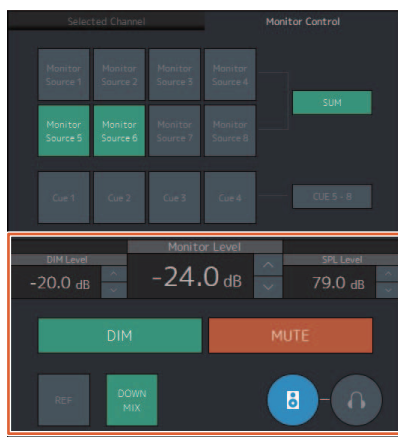 Selected Channel
Monitor Control
Monitor Source 1
Monitor Source 2
Monitor Source 3
Monitor Source 4
SUM
Monitor Source 5
Monitor Source 6
Monitor Source 7
Monitor Source 8
Cue 1
Cue 2
Cue 3
Cue 4
CUE 5 - 8
Monitor Level
DIM Level
SPL Level
-20.0 dB
-24.0 dB
79.0 dB
DIM
MUTE
REF
DOWN MIX